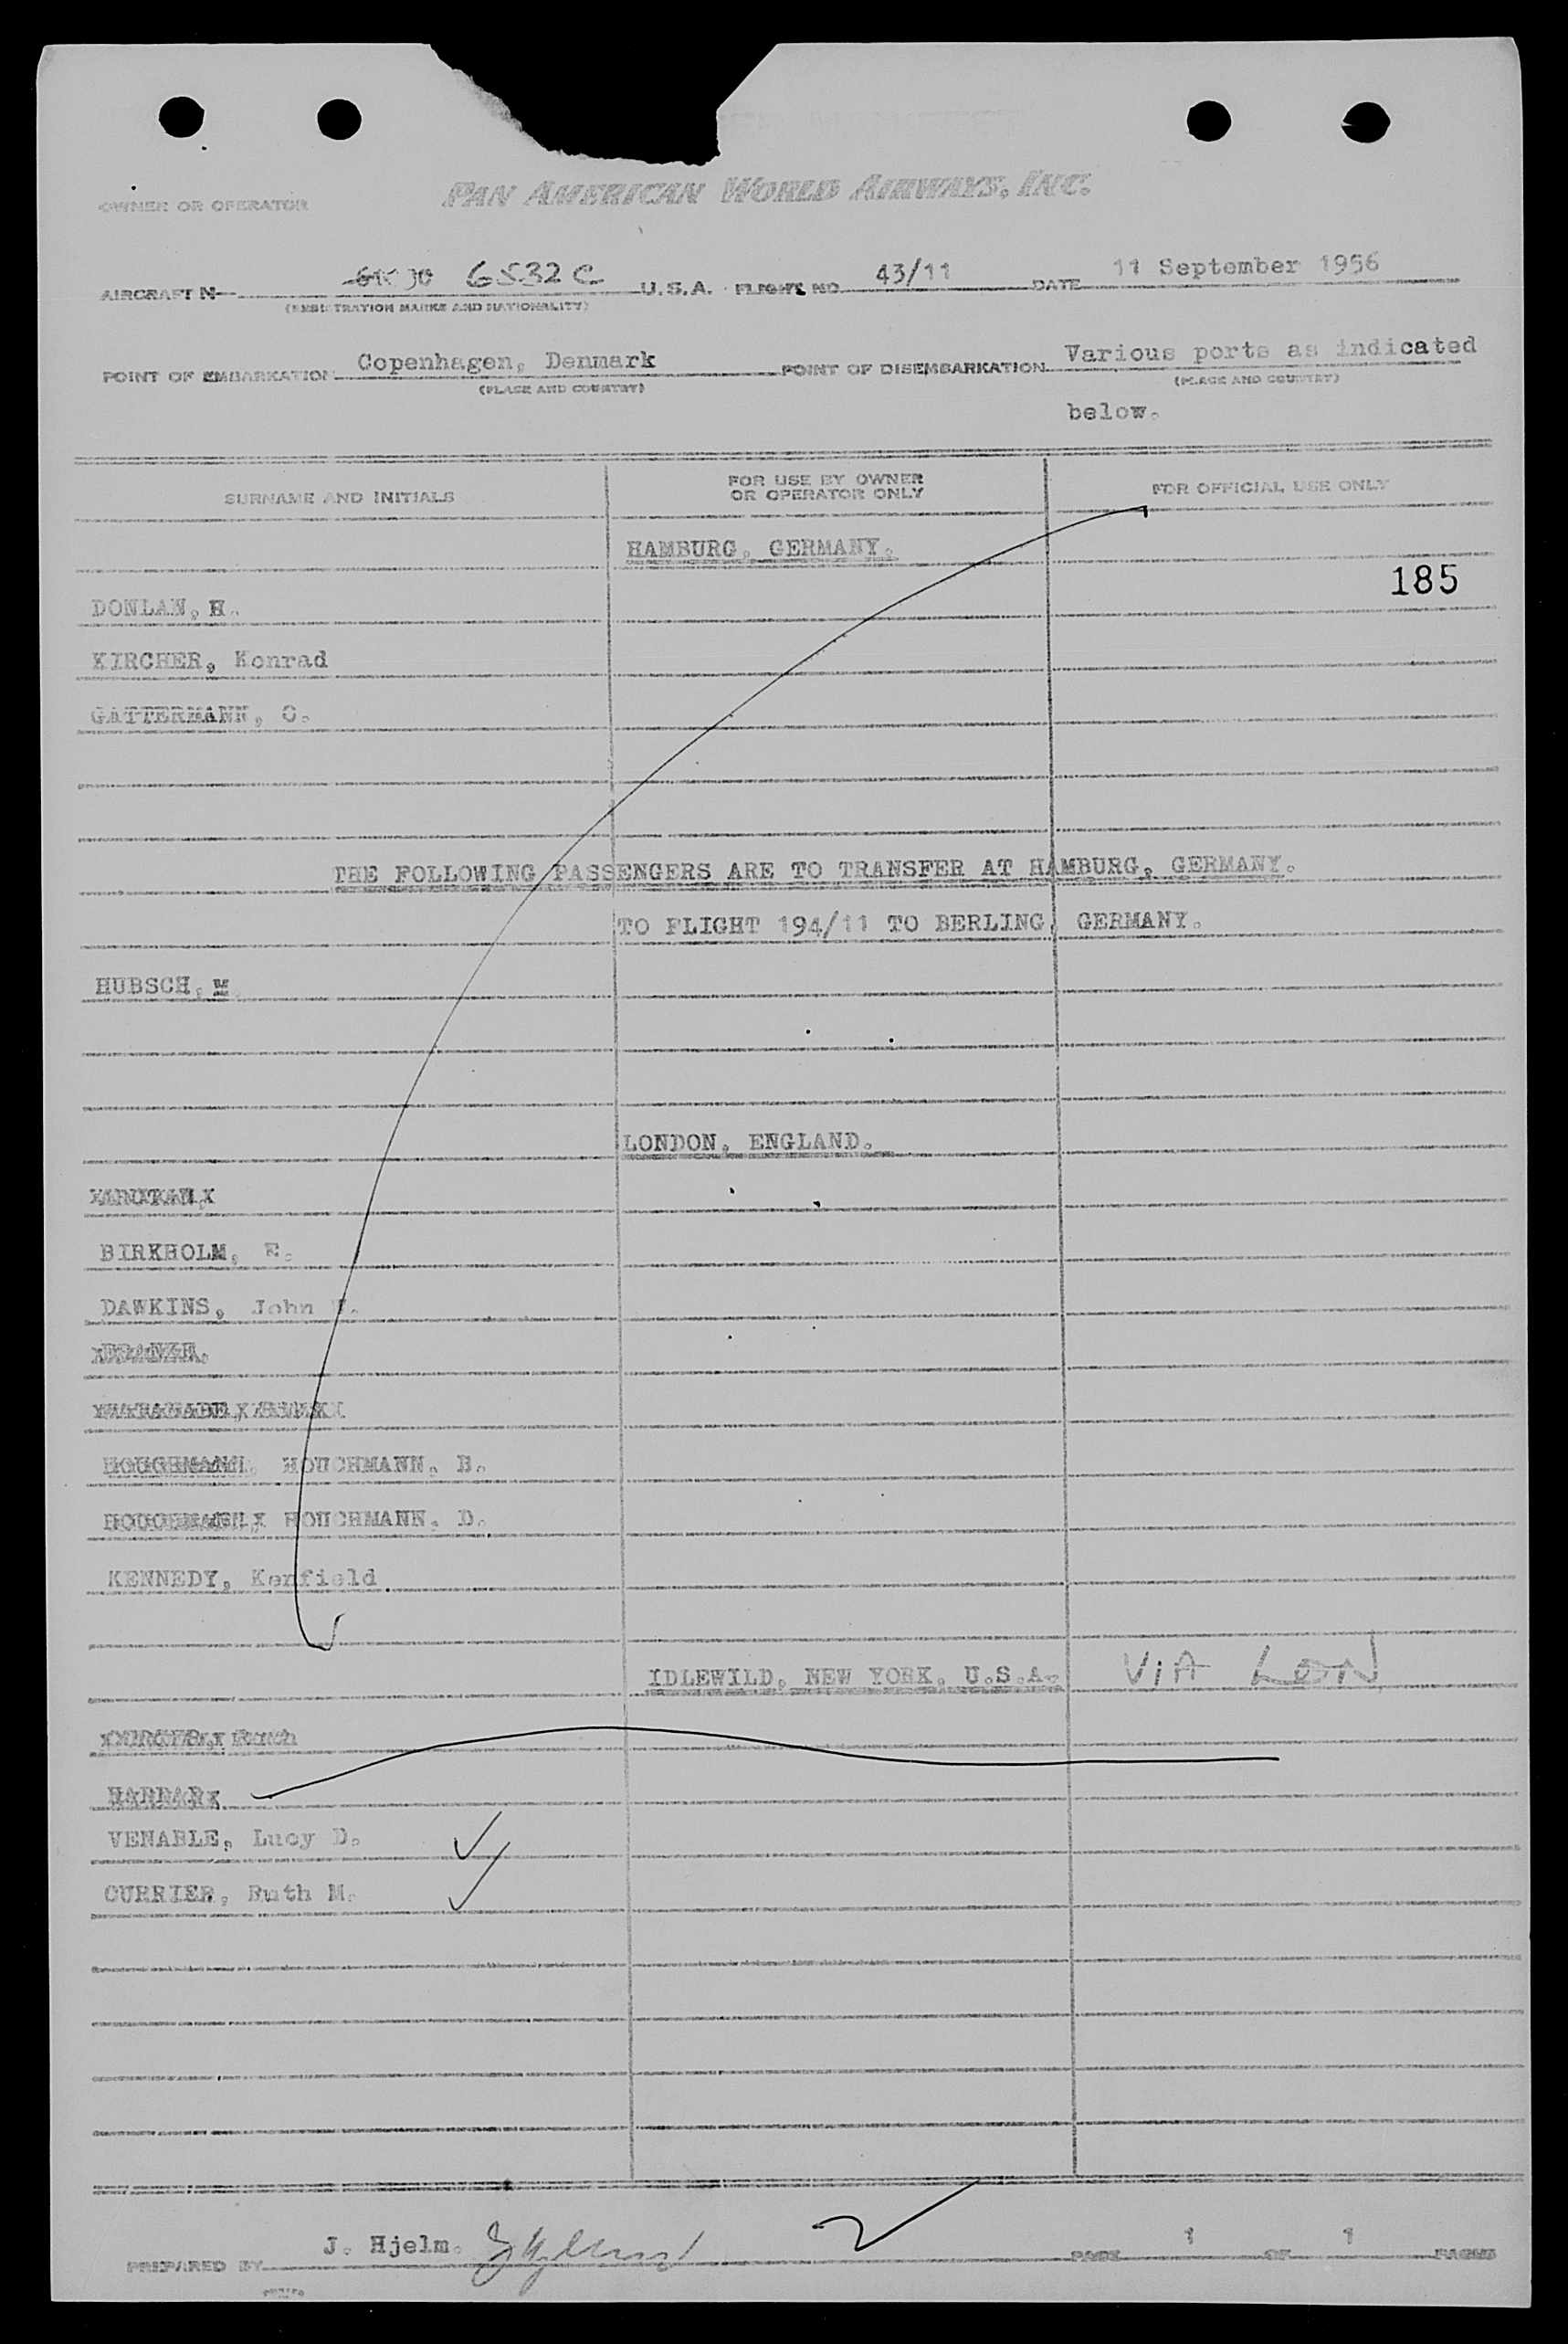 PAN AMERICAN WORLD AIRWAYS, INC.
OWNER OR OPERATOR
AIRCRAFT N 6532C U.S.A. FLIGHT NO. 43/11 DATE 11 September 1956
(REGISTRATION MARKS AND NATIONALITY)
POINT OF EMBARKATION Copenhagen, Denmark POINT OF DISEMBARKATION Various ports as indicated
(PLACE AND COUNTRY) (PLACE AND COUNTRY)
below.
SURNAME AND INITIALS FOR USE BY OWNER OR OPERATOR ONLY FOR OFFICIAL USE ONLY
HAMBURG, GERMANY.
185
DONLAN, H.
KIRCHER, Konrad
GATTERMANN, O.
THE FOLLOWING PASSENGERS ARE TO TRANSFER AT HAMBURG, GERMANY.
TO FLIGHT 194/11 TO BERLING, GERMANY.
HUBSCH, M.
LONDON, ENGLAND.
BIRKHOLM, E.
DAWKINS, John
HOUCHMANN, B.
HOUCHMANN. D.
KENNEDY, Kenfield
IDLEWILD, NEW YORK, U.S.A. VIA LON
VENABLE, Lucy D.
CURRIER, Ruth M.
PREPARED BY J. Hjelm. PAGE 1 OF 1 PAGES